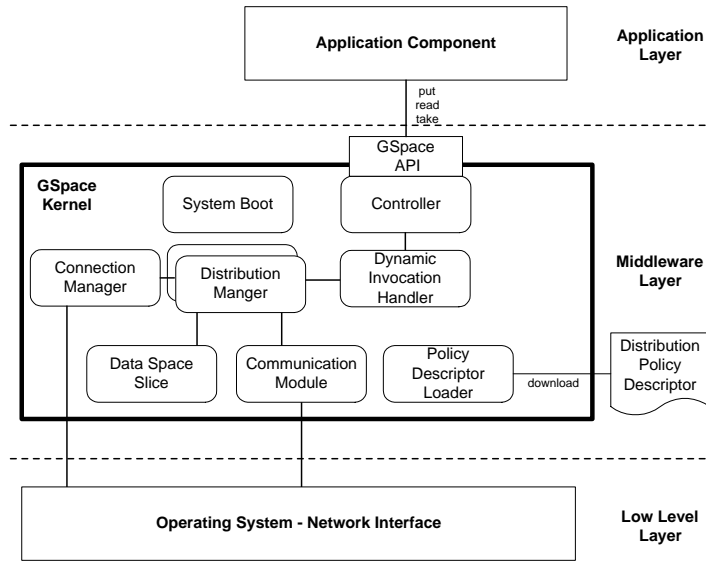 Application Component
Application
Layer
put
read
take
GSpace
API
GSpace
Kernel
System Boot
Controller
Connection
Manager
Distribution
Manger
Dynamic
Invocation
Handler
Middleware
Layer
Data Space
Slice
Communication
Module
Policy
Descriptor
Loader
download
Distribution
Policy
Descriptor
Operating System - Network Interface
Low Level
Layer